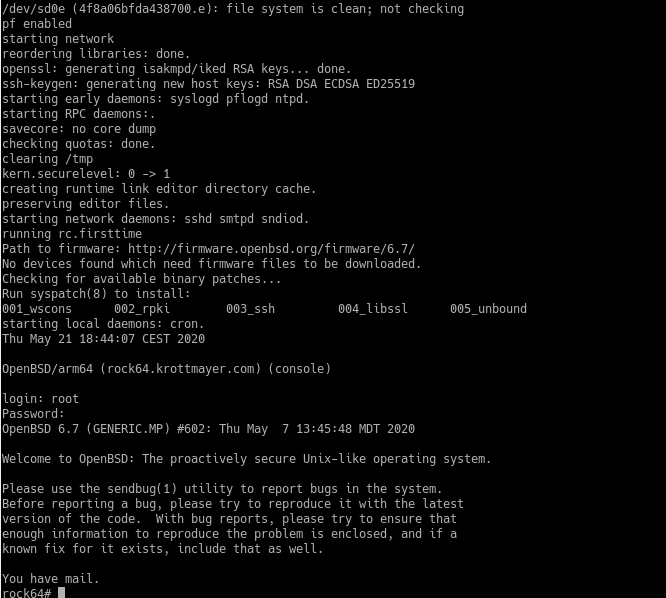 /dev/sd0e (4f8a06bfda438700.e): file system is clean; not checking
pf enabled
starting network
reordering libraries: done.
openssl: generating isakmpd/iked RSA keys... done.
ssh-keygen: generating new host keys: RSA DSA ECDSA ED25519
starting early daemons: syslogd pflogd ntpd.
starting RPC daemons:.
savecore: no core dump
checking quotas: done.
clearing /tmp
kern.securelevel: 0 -> 1
creating runtime link editor directory cache.
preserving editor files.
starting network daemons: sshd smtpd sndiod.
running rc.firsttime
Path to firmware: http://firmware.openbsd.org/firmware/6.7/
No devices found which need firmware files to be downloaded.
Checking for available binary patches...
Run syspatch(8) to install:
001_wscons      002_rpki        003_ssh         004_libssl      005_unbound
starting local daemons: cron.
Thu May 21 18:44:07 CEST 2020

OpenBSD/arm64 (rock64.krottmayer.com) (console)

login: root
Password:
OpenBSD 6.7 (GENERIC.MP) #602: Thu May  7 13:45:48 MDT 2020

Welcome to OpenBSD: The proactively secure Unix-like operating system.

Please use the sendbug(1) utility to report bugs in the system.
Before reporting a bug, please try to reproduce it with the latest
version of the code.  With bug reports, please try to ensure that
enough information to reproduce the problem is enclosed, and if a
known fix for it exists, include that as well.

You have mail.
rock64#